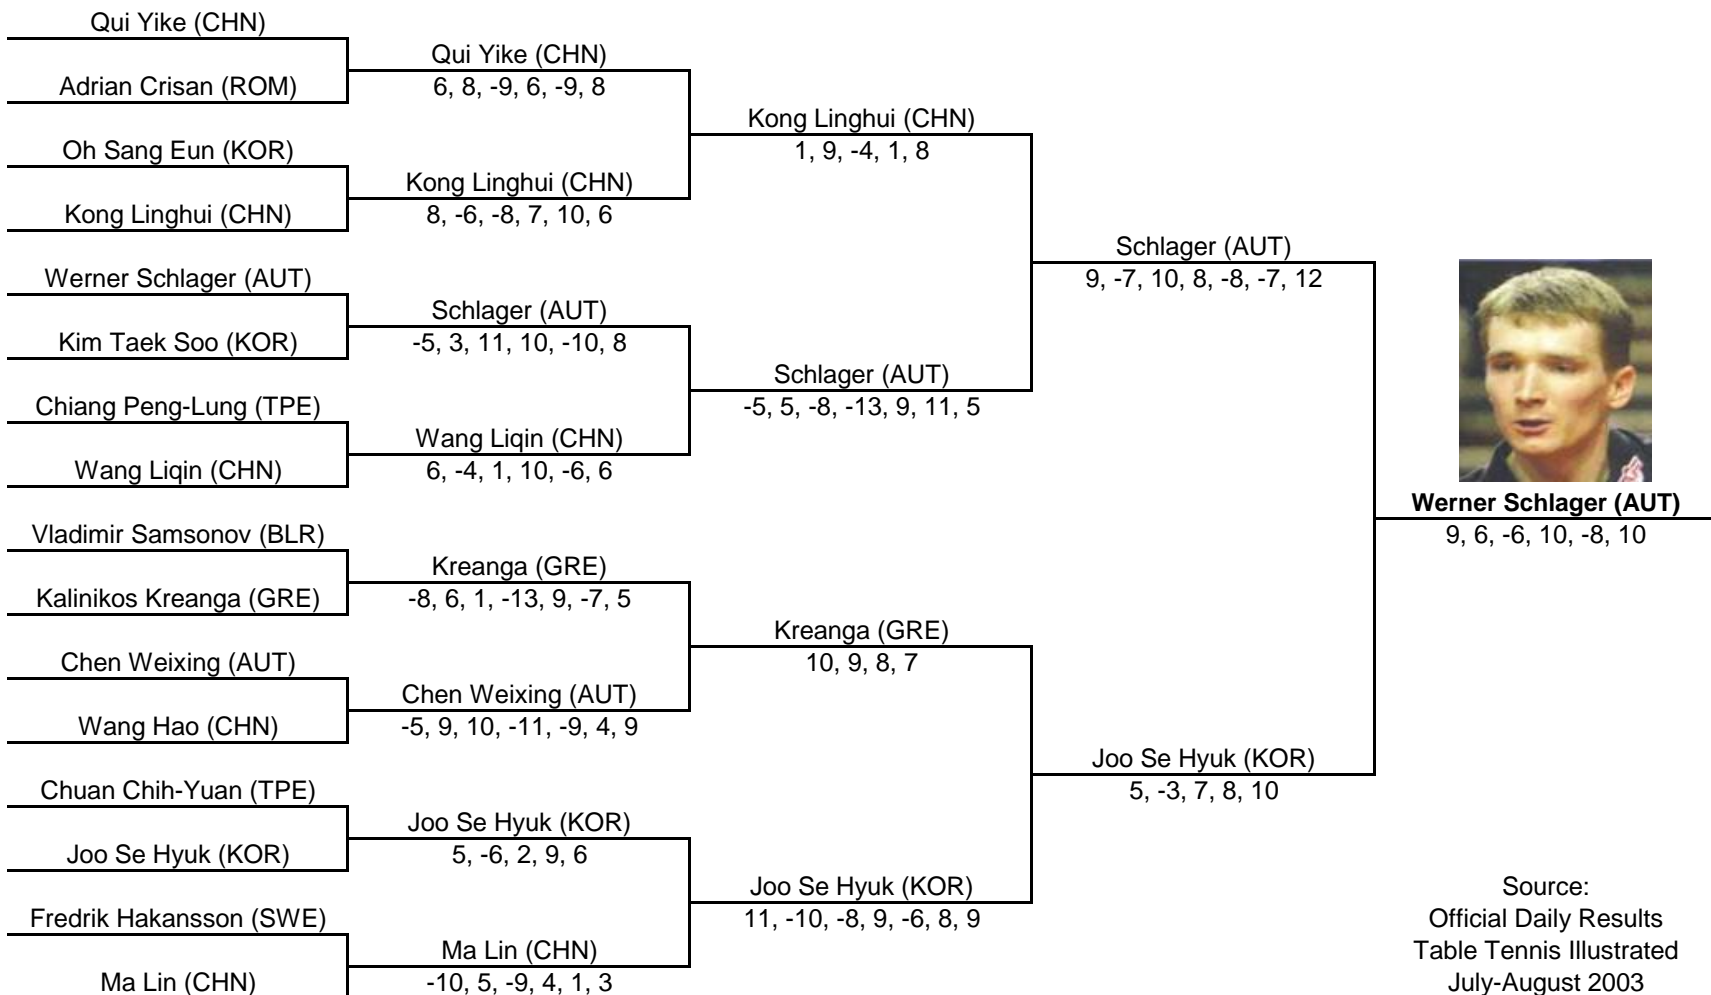 Qui Yike (CHN)
Adrian Crisan (ROM)
Oh Sang Eun (KOR)
Kong Linghui (CHN)
Werner Schlager (AUT)
Kim Taek Soo (KOR)
Chiang Peng-Lung (TPE)
Wang Liqin (CHN)
Vladimir Samsonov (BLR)
Kalinikos Kreanga (GRE)
Chen Weixing (AUT)
Wang Hao (CHN)
Chuan Chih-Yuan (TPE)
Joo Se Hyuk (KOR)
Fredrik Hakansson (SWE)
Ma Lin (CHN)
Qui Yike (CHN)
6, 8, -9, 6, -9, 8
Kong Linghui (CHN)
8, -6, -8, 7, 10, 6
Schlager (AUT)
-5, 3, 11, 10, -10, 8
Wang Liqin (CHN)
6, -4, 1, 10, -6, 6
Kreanga (GRE)
-8, 6, 1, -13, 9, -7, 5
Chen Weixing (AUT)
-5, 9, 10, -11, -9, 4, 9
Joo Se Hyuk (KOR)
5, -6, 2, 9, 6
Ma Lin (CHN)
-10, 5, -9, 4, 1, 3
Kong Linghui (CHN)
1, 9, -4, 1, 8
Schlager (AUT)
-5, 5, -8, -13, 9, 11, 5
Kreanga (GRE)
10, 9, 8, 7
Joo Se Hyuk (KOR)
11, -10, -8, 9, -6, 8, 9
Schlager (AUT)
9, -7, 10, 8, -8, -7, 12
Joo Se Hyuk (KOR)
5, -3, 7, 8, 10
Werner Schlager (AUT)
9, 6, -6, 10, -8, 10
Source:
Official Daily Results
Table Tennis Illustrated
July-August 2003